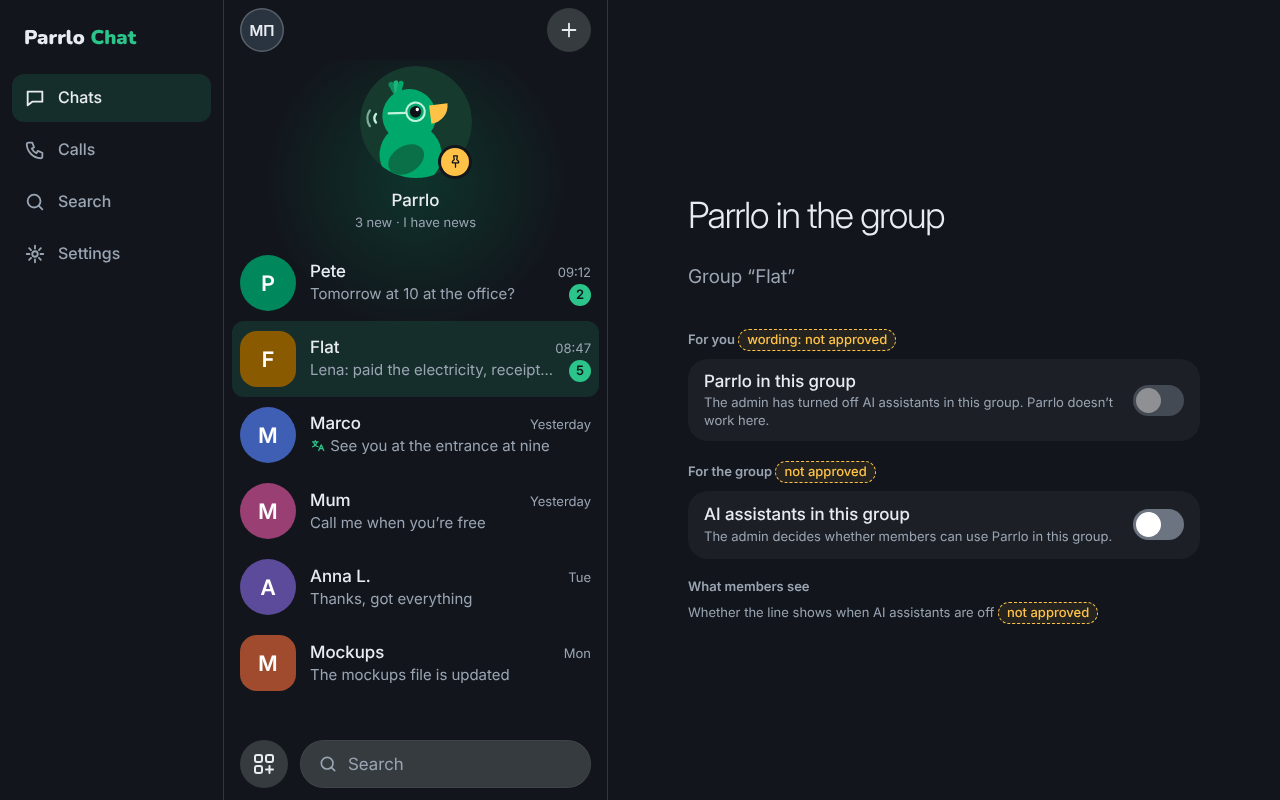 Parrlo Chat
Chats
Calls
Search
Settings
МП
Parrlo
3 new · I have news
P
Pete
09:12
Tomorrow at 10 at the office?
2
F
Flat
08:47
Lena: paid the electricity, receipt…
5
M
Marco
Yesterday
See you at the entrance at nine
M
Mum
Yesterday
Call me when you’re free
A
Anna L.
Tue
Thanks, got everything
M
Mockups
Mon
The mockups file is updated
Search
Parrlo in the group
Group “Flat”
For you wording: not approved
Parrlo in this group
The admin has turned off AI assistants in this group. Parrlo doesn’t
work here.
For the group not approved
AI assistants in this group
The admin decides whether members can use Parrlo in this group.
What members see
Whether the line shows when AI assistants are off not approved